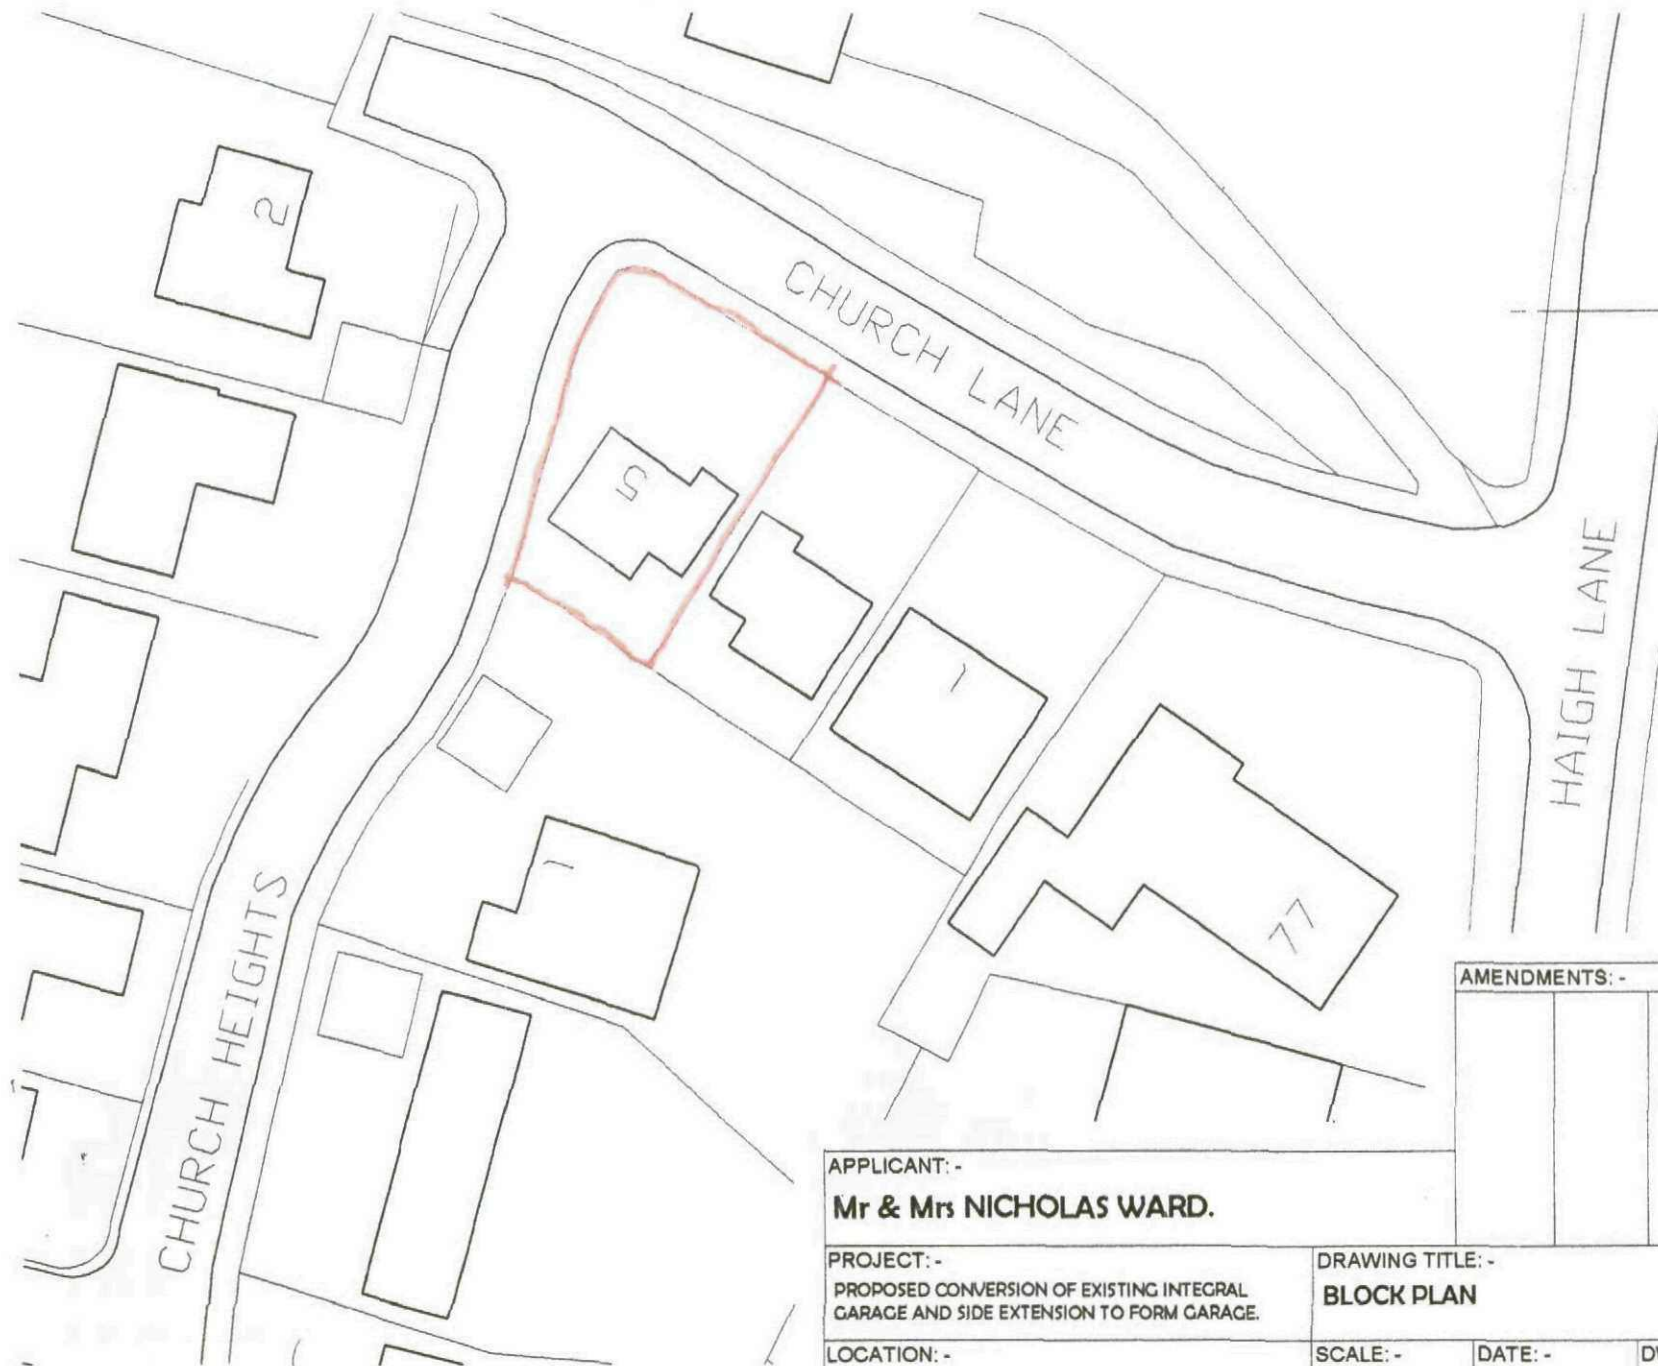 2
CHURCH LANE
5
HAIGH LANE
1
1
77
CHURCH HEIGHTS
AMENDMENTS: -
APPLICANT: -
Mr & Mrs NICHOLAS WARD.
PROJECT: -
PROPOSED CONVERSION OF EXISTING INTEGRAL
GARAGE AND SIDE EXTENSION TO FORM GARAGE.
DRAWING TITLE: -
BLOCK PLAN
LOCATION: -
SCALE: -
DATE: -